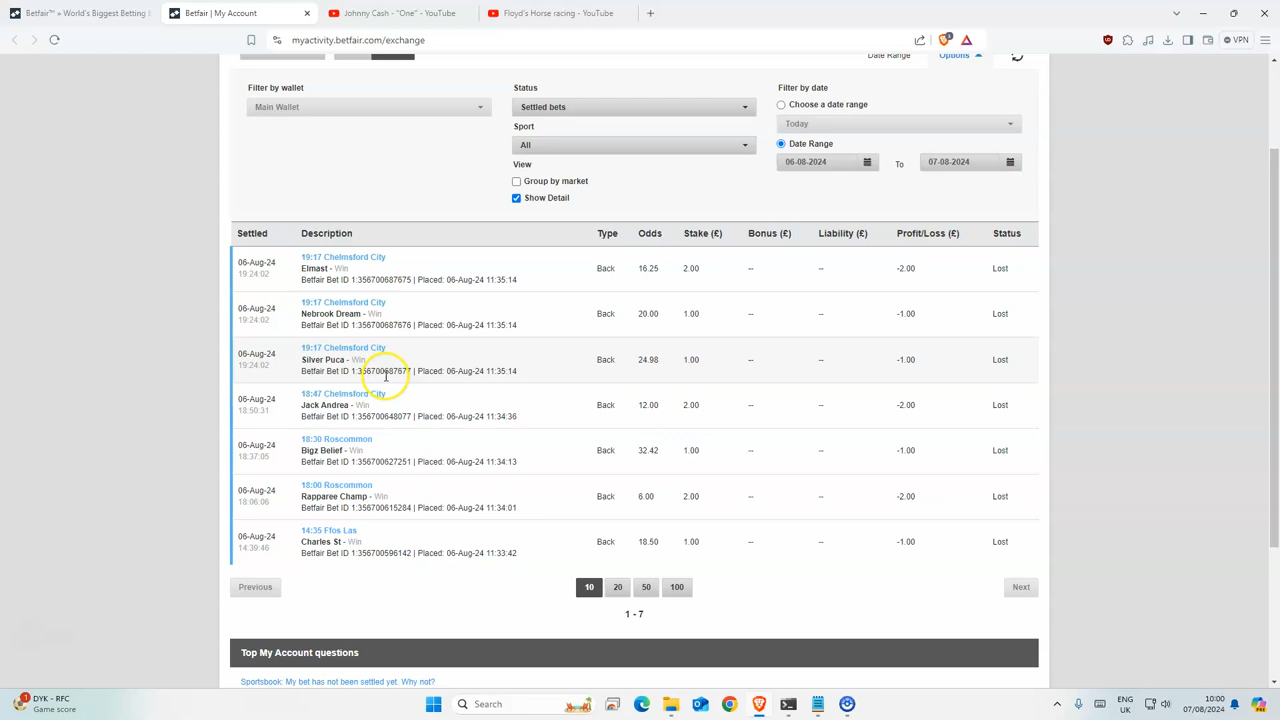 Betfair™ » World's Biggest Betting
Betfair | My Account
Johnny Cash - "One" - YouTube
Floyd's Horse racing - YouTube
myactivity.betfair.com/exchange
VPN
Date Range
Options
Filter by wallet
Main Wallet
Status
Settled bets
Sport
All
View
Group by market
Show Detail
Filter by date
Choose a date range
Today
Date Range
06-08-2024
To
07-08-2024
Settled Description Type Odds Stake (£) Bonus (£) Liability (£) Profit/Loss (£) Status
19:17 Chelmsford City
06-Aug-24 Elmast - Win Back 16.25 2.00 -- -- -2.00 Lost
19:24:02 Betfair Bet ID 1:356700687675 | Placed: 06-Aug-24 11:35:14
19:17 Chelmsford City
06-Aug-24 Nebrook Dream - Win Back 20.00 1.00 -- -- -1.00 Lost
19:24:02 Betfair Bet ID 1:356700687676 | Placed: 06-Aug-24 11:35:14
19:17 Chelmsford City
06-Aug-24 Silver Puca - Win Back 24.98 1.00 -- -- -1.00 Lost
19:24:02 Betfair Bet ID 1:356700687677 | Placed: 06-Aug-24 11:35:14
18:47 Chelmsford City
06-Aug-24 Jack Andrea - Win Back 12.00 2.00 -- -- -2.00 Lost
18:50:31 Betfair Bet ID 1:356700648077 | Placed: 06-Aug-24 11:34:36
18:30 Roscommon
06-Aug-24 Bigz Belief - Win Back 32.42 1.00 -- -- -1.00 Lost
18:37:05 Betfair Bet ID 1:356700627251 | Placed: 06-Aug-24 11:34:13
18:00 Roscommon
06-Aug-24 Rapparee Champ - Win Back 6.00 2.00 -- -- -2.00 Lost
18:06:06 Betfair Bet ID 1:356700615284 | Placed: 06-Aug-24 11:34:01
14:35 Ffos Las
06-Aug-24 Charles St - Win Back 18.50 1.00 -- -- -1.00 Lost
14:39:46 Betfair Bet ID 1:356700596142 | Placed: 06-Aug-24 11:33:42
Previous 10 20 50 100 Next
1 - 7
Top My Account questions
Sportsbook: My bet has not been settled yet. Why not?
1
DYK - RFC
Game score
Search
ENG
UK
10:00
07/08/2024